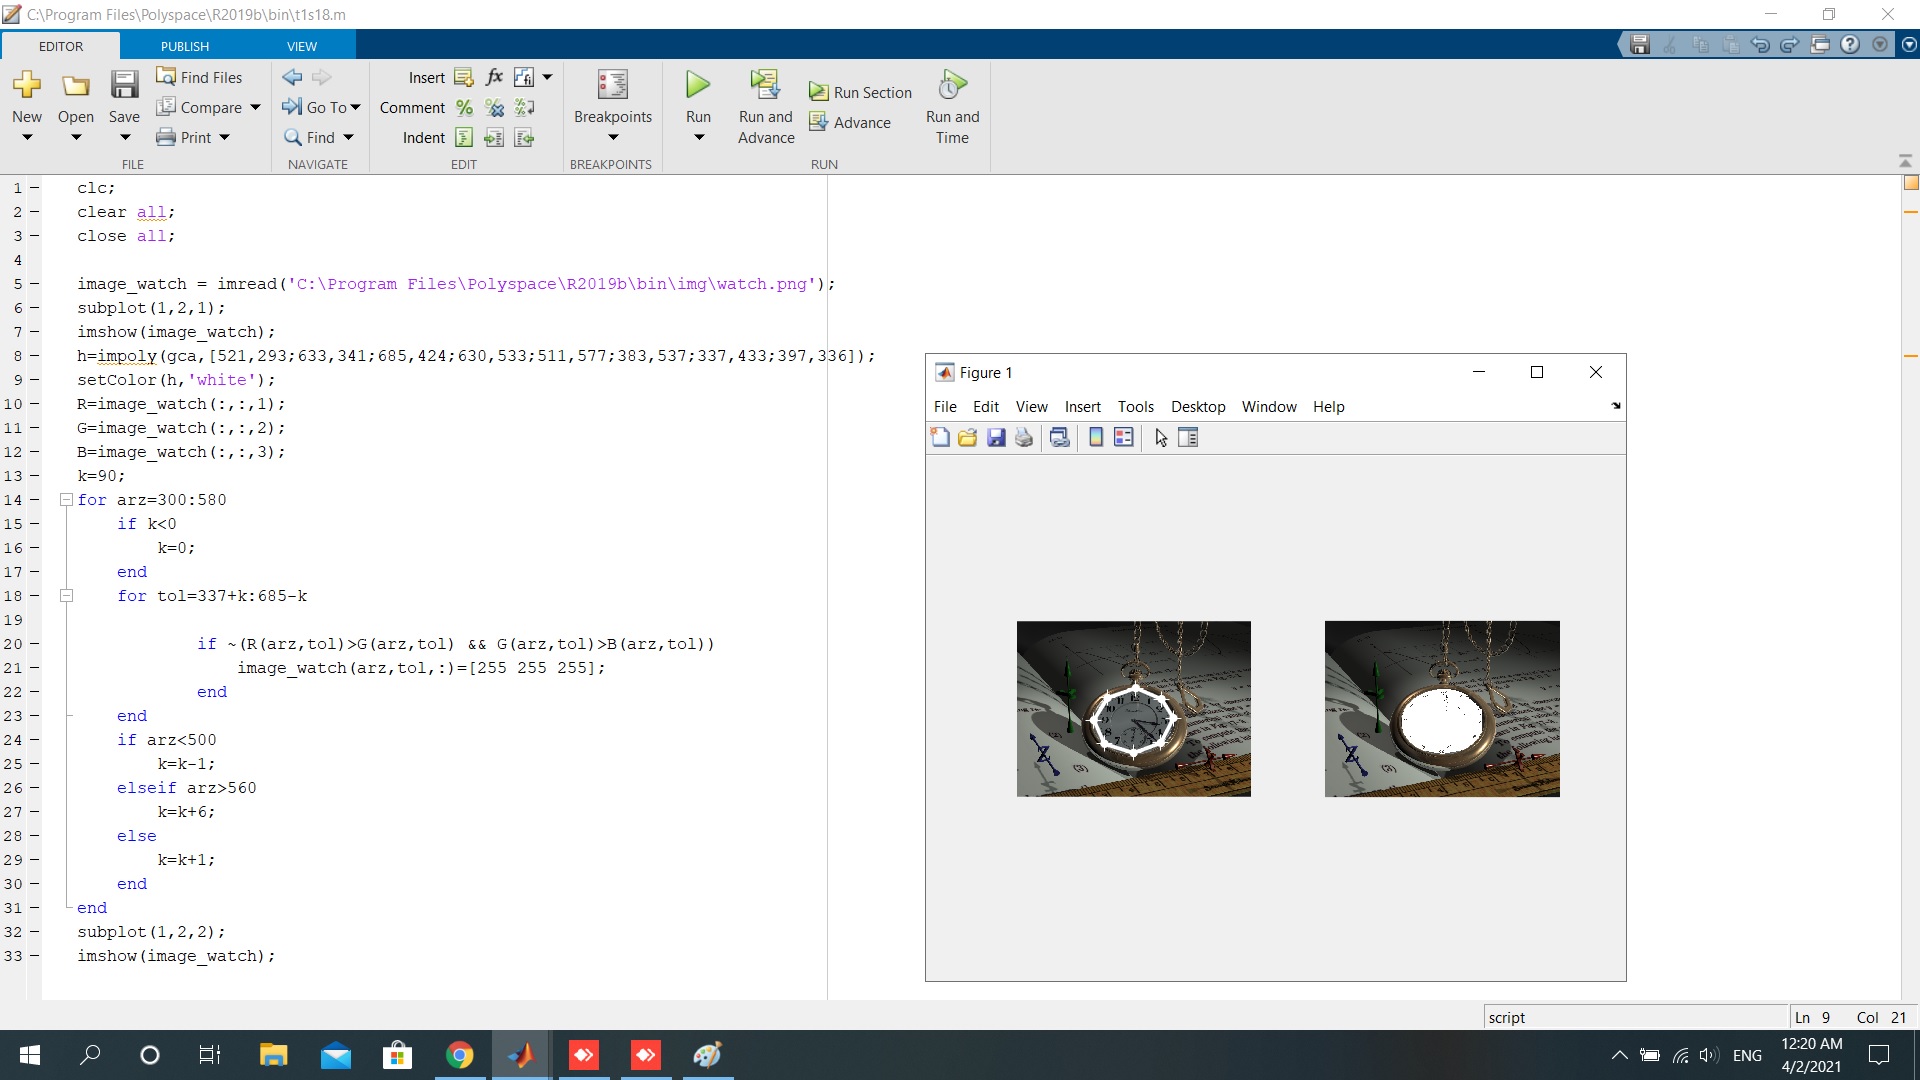 C:\Program Files\Polyspace\R2019b\bin\t1s18.m
EDITOR PUBLISH VIEW
New
Open
Save
Find Files
Compare
Print
FILE
Go To
Find
NAVIGATE
Insert
Comment
Indent
EDIT
Breakpoints
BREAKPOINTS
Run
Run and
Advance
Run Section
Advance
Run and
Time
RUN
1 clc;
2 clear all;
3 close all;
4
5 image_watch = imread('C:\Program Files\Polyspace\R2019b\bin\img\watch.png');
6 subplot(1,2,1);
7 imshow(image_watch);
8 h=impoly(gca,[521,293;633,341;685,424;630,533;511,577;383,537;337,433;397,336]);
9 setColor(h,'white');
10 R=image_watch(:,:,1);
11 G=image_watch(:,:,2);
12 B=image_watch(:,:,3);
13 k=90;
14 for arz=300:580
15 if k<0
16 k=0;
17 end
18 for tol=337+k:685-k
19
20 if ~(R(arz,tol)>G(arz,tol) && G(arz,tol)>B(arz,tol))
21 image_watch(arz,tol,:)=[255 255 255];
22 end
23 end
24 if arz<500
25 k=k-1;
26 elseif arz>560
27 k=k+6;
28 else
29 k=k+1;
30 end
31 end
32 subplot(1,2,2);
33 imshow(image_watch);
Figure 1
File Edit View Insert Tools Desktop Window Help
script
Ln 9 Col 21
ENG
12:20 AM
4/2/2021